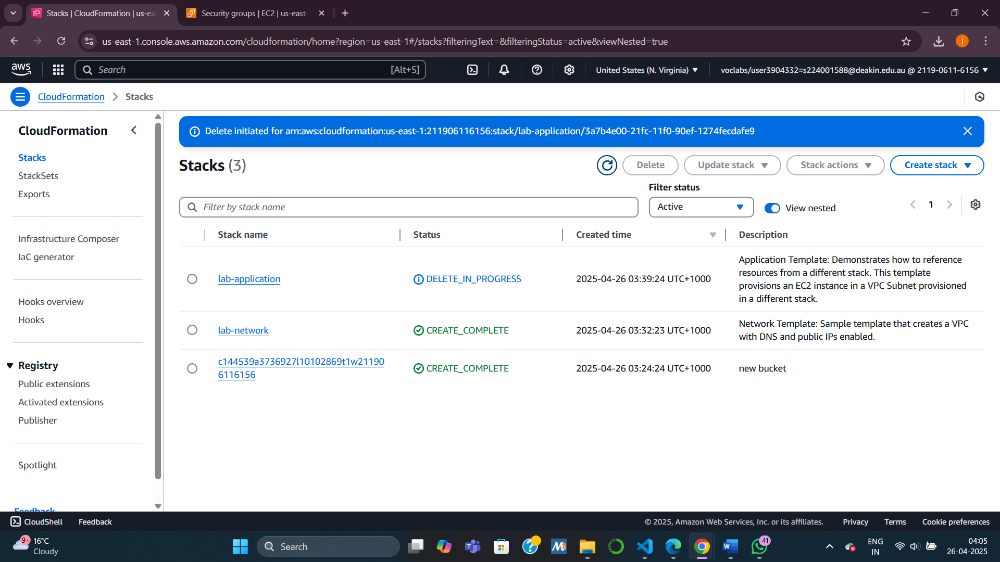 Stacks | CloudFormation | us-ea
Security groups | EC2 | us-east-
us-east-1.console.aws.amazon.com/cloudformation/home?region=us-east-1#/stacks?filteringText=&filteringStatus=active&viewNested=true
j
aws
Search
[Alt+S]
United States (N. Virginia)
voclabs/user3904332=s224001588@deakin.edu.au @ 2119-0611-6156
CloudFormation
Stacks
CloudFormation
Stacks
StackSets
Exports
Infrastructure Composer
IaC generator
Hooks overview
Hooks
Registry
Public extensions
Activated extensions
Publisher
Spotlight
Feedback
Delete initiated for arn:aws:cloudformation:us-east-1:211906116156:stack/lab-application/3a7b4e00-21fc-11f0-90ef-1274fecdafe9
Stacks (3)
Delete
Update stack
Stack actions
Create stack
Filter status
Filter by stack name
Active
View nested
1
Stack name
Status
Created time
Description
lab-application
DELETE_IN_PROGRESS
2025-04-26 03:39:24 UTC+1000
Application Template: Demonstrates how to reference
resources from a different stack. This template
provisions an EC2 instance in a VPC Subnet provisioned
in a different stack.
lab-network
CREATE_COMPLETE
2025-04-26 03:32:23 UTC+1000
Network Template: Sample template that creates a VPC
with DNS and public IPs enabled.
c144539a3736927l10102869t1w21190
6116156
CREATE_COMPLETE
2025-04-26 03:24:24 UTC+1000
new bucket
CloudShell
Feedback
© 2025, Amazon Web Services, Inc. or its affiliates.
Privacy
Terms
Cookie preferences
9+
16°C
Cloudy
Search
41
ENG
IN
04:05
26-04-2025